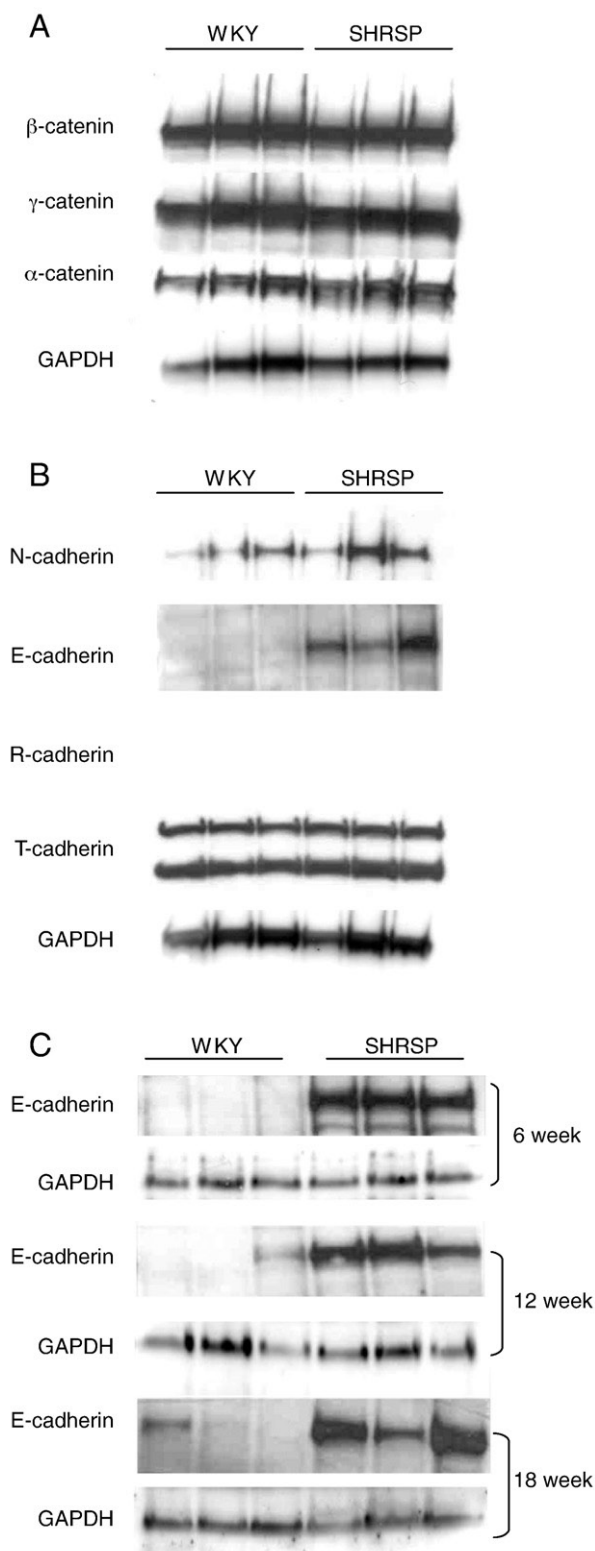 A
WKY SHRSP
β-catenin
γ-catenin
α-catenin
GAPDH
B
WKY SHRSP
N-cadherin
E-cadherin
R-cadherin
T-cadherin
GAPDH
C
WKY SHRSP
E-cadherin
6 week
GAPDH
E-cadherin
12 week
GAPDH
E-cadherin
18 week
GAPDH